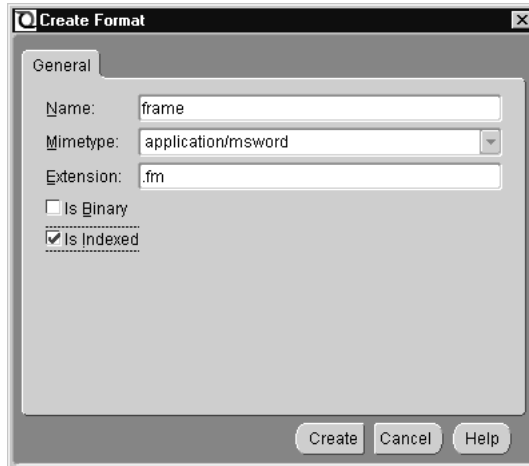 Create Format
General
Name: frame
Mimetype: application/msword
Extension: .fm
Is Binary
Is Indexed
Create Cancel Help